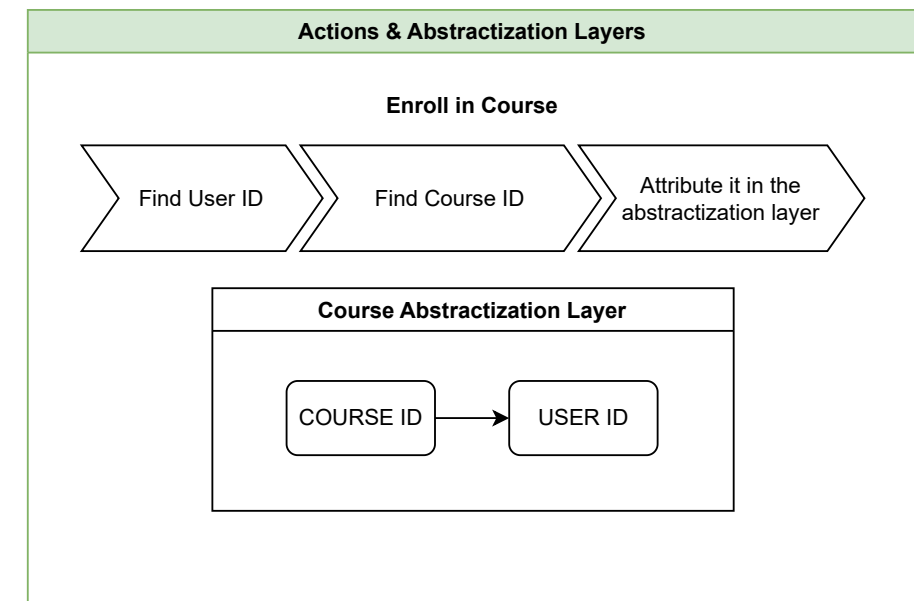 Actions & Abstractization Layers
Enroll in Course
Find User ID
Find Course ID
Attribute it in the
abstractization layer
Course Abstractization Layer
COURSE ID
USER ID